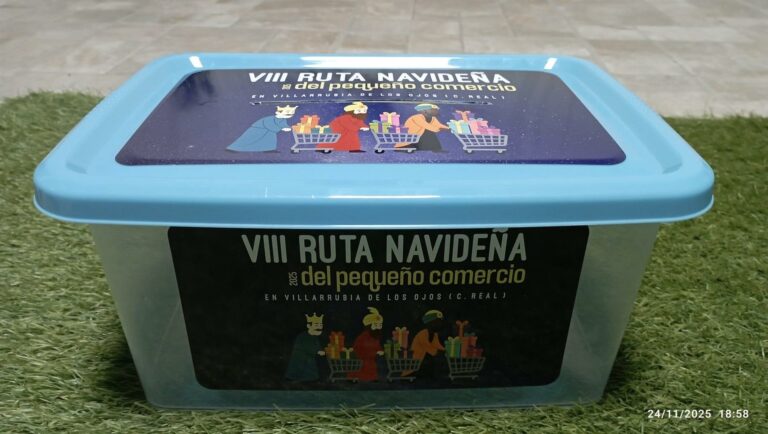 VIII RUTA NAVIDEÑA
del pequeño comercio
EN VILLARRUBIA DE LOS OJOS (C. REAL)
VIII RUTA NAVIDEÑA
2025 del pequeño comercio
EN VILLARRUBIA DE LOS OJOS (C. REAL)
24/11/2025 18:58